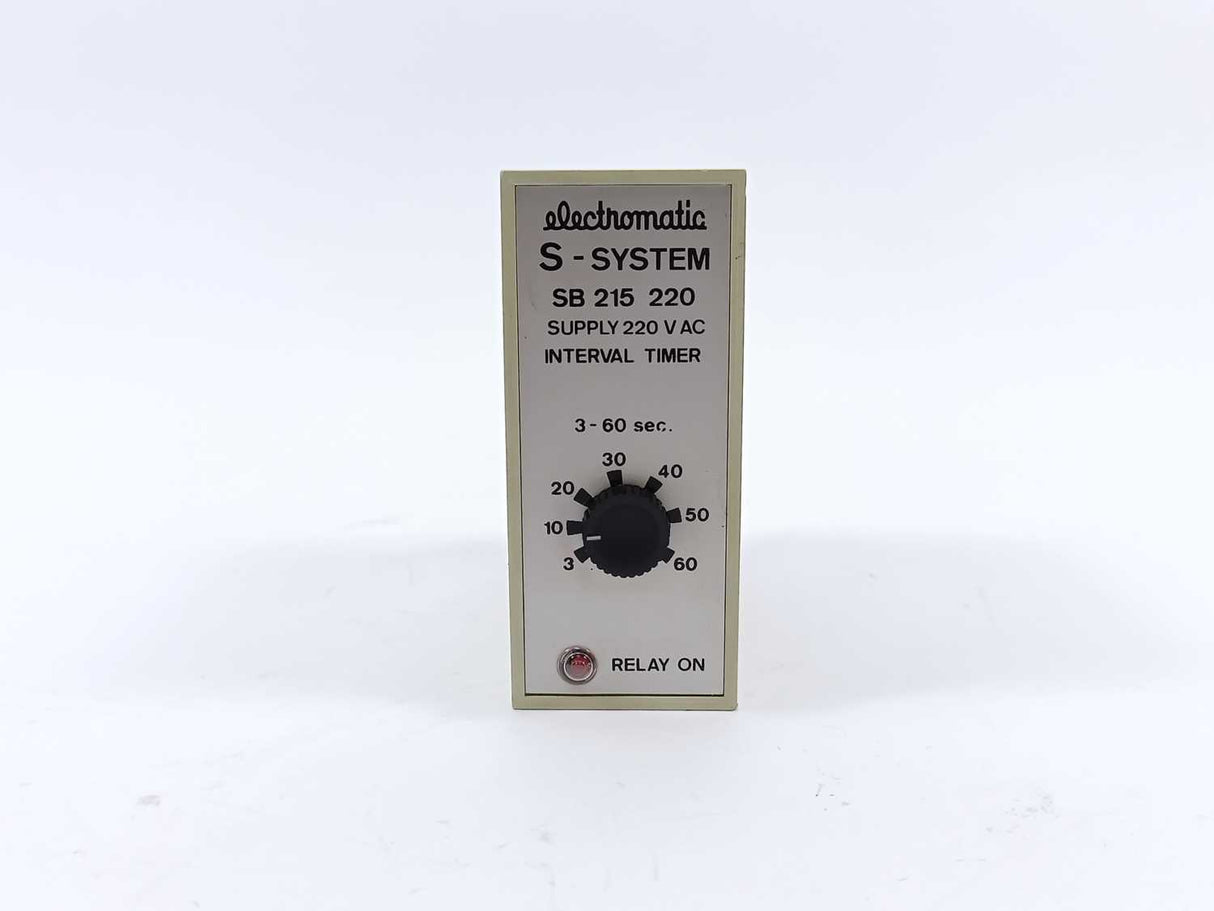 electromatic
S - SYSTEM
SB 215 220
SUPPLY 220 V AC
INTERVAL TIMER
3 - 60 sec.
30
40
20
50
10
3
60
RELAY ON